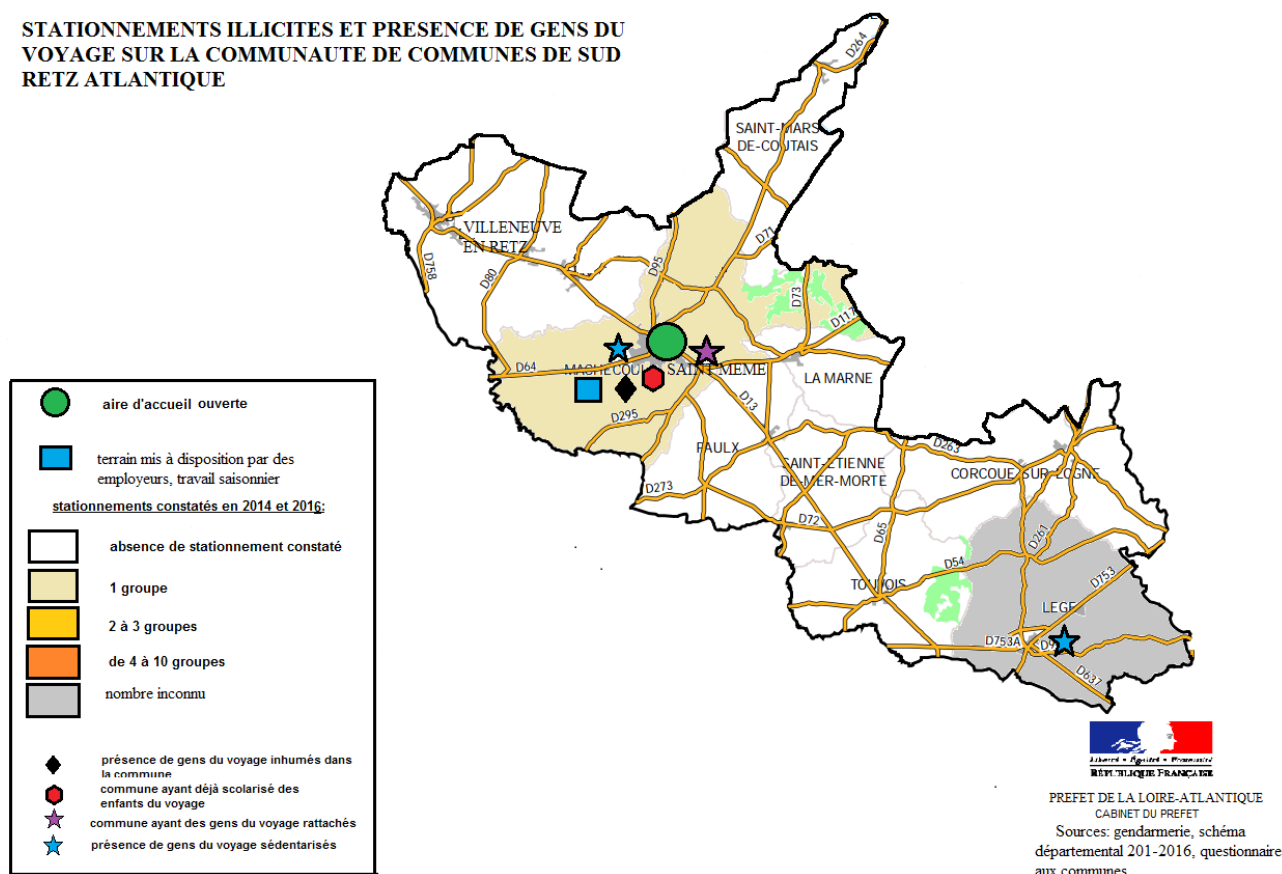 STATIONNEMENTS ILLICITES ET PRESENCE DE GENS DU
VOYAGE SUR LA COMMUNAUTE DE COMMUNES DE SUD
RETZ ATLANTIQUE
D264
SAINT-MARS
DE-COUTAIS
VILLENEUVE
EN RETZ
D758
D80
D95
D71
D73
D117
D64
MACHECOUL
SAINT MEME
LA MARNE
D13
D295
PAULX
SAINT-ETIENNE
DE-MER-MORTE
D263
CORCOUE-SUR-LOGNE
D273
D72
D65
D261
D54
D753
TOUVOIS
LEGE
D753A
D637
aire d'accueil ouverte
terrain mis à disposition par des
employeurs, travail saisonnier
stationnements constatés en 2014 et 2016:
absence de stationnement constaté
1 groupe
2 à 3 groupes
de 4 à 10 groupes
nombre inconnu
présence de gens du voyage inhumés dans
la commune
commune ayant déjà scolarisé des
enfants du voyage
commune ayant des gens du voyage rattachés
présence de gens du voyage sédentarisés
Liberté • Égalité • Fraternité
RÉPUBLIQUE FRANÇAISE
PREFET DE LA LOIRE-ATLANTIQUE
CABINET DU PREFET
Sources: gendarmerie, schéma
départemental 201-2016, questionnaire
aux communes